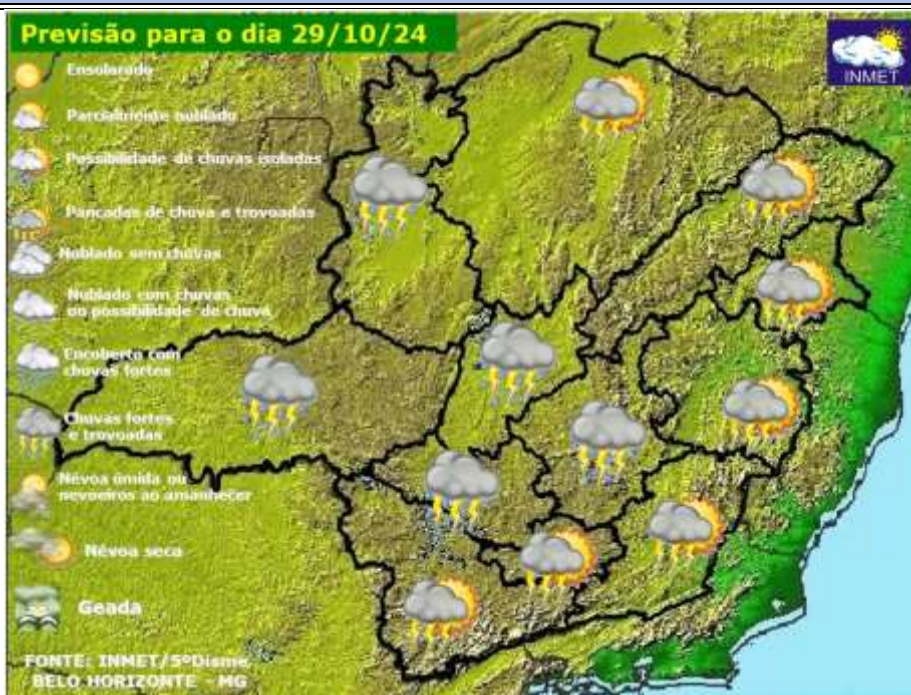 Previsão para o dia 29/10/24
INMET
Ensolarado
Parcialmente nublado
Possibilidade de chuvas isoladas
Pancadas de chuva e trovoadas
Nublado sem chuvas
Nublado com chuvas
ou possibilidade de chuva
Encoberto com
chuvas fortes
Chuvas fortes
e trovoadas
Névoa úmida ou
nevoeiros ao amanhecer
Névoa seca
Geada
FONTE: INMET/5ºDisme
BELO HORIZONTE - MG